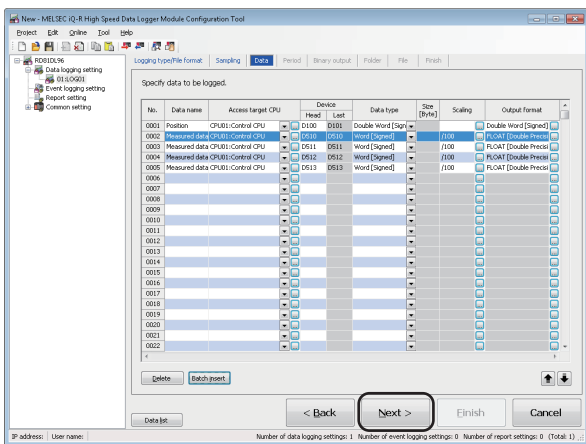 New - MELSEC iQ-R High Speed Data Logger Module Configuration Tool
Project Edit Online Tool Help
RD81DL96
Data logging setting
01:LOG01
Event logging setting
Report setting
Common setting
Logging type/File format Sampling Data Period Binary output Folder File Finish
Specify data to be logged.
No. Data name Access target CPU Device Data type Size [Byte] Scaling Output format
Head Last
0001 Position CPU01:Control CPU D100 D101 Double Word [Sign Double Word [Signed]
0002 Measured data CPU01:Control CPU D510 D510 Word [Signed] /100 FLOAT [Double Precisi
0003 Measured data CPU01:Control CPU D511 D511 Word [Signed] /100 FLOAT [Double Precisi
0004 Measured data CPU01:Control CPU D512 D512 Word [Signed] /100 FLOAT [Double Precisi
0005 Measured data CPU01:Control CPU D513 D513 Word [Signed] /100 FLOAT [Double Precisi
0006
0007
0008
0009
0010
0011
0012
0013
0014
0015
0016
0017
0018
0019
0020
0021
0022
Delete Batch insert
Data list < Back Next > Finish Cancel
IP address: User name: Number of data logging settings: 1 Number of event logging settings: 0 Number of report settings: 0 (Total: 1)